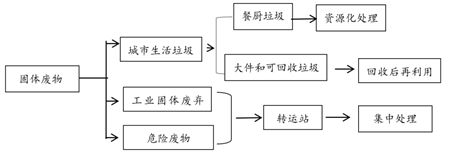 餐厨垃圾
资源化处理
城市生活垃圾
大件和可回收垃圾
回收后再利用
固体废物
工业固体废弃
转运站
集中处理
危险废物